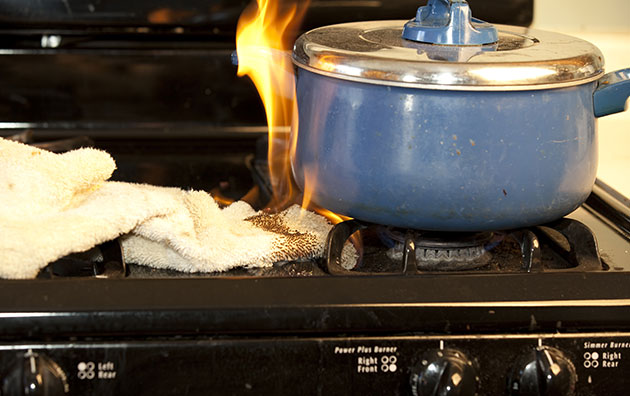 Left
Rear
Power Plus Burner
Right
Front
Simmer Burner
Right
Rear